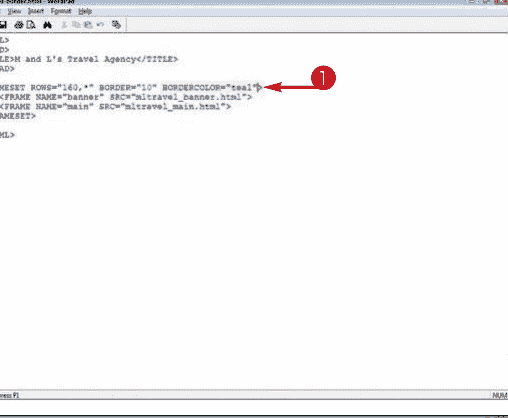 View Insert Format Help
L>
D>
LE>M and L's Travel Agency</TITLE>
AD>
MESET ROWS="160,*" BORDER="10" BORDERCOLOR="teal">
<FRAME NAME="banner" SRC="mltravel_banner.html">
<FRAME NAME="main" SRC="mltravel_main.html">
AMESET>
ML>
1
ress F1
NUM